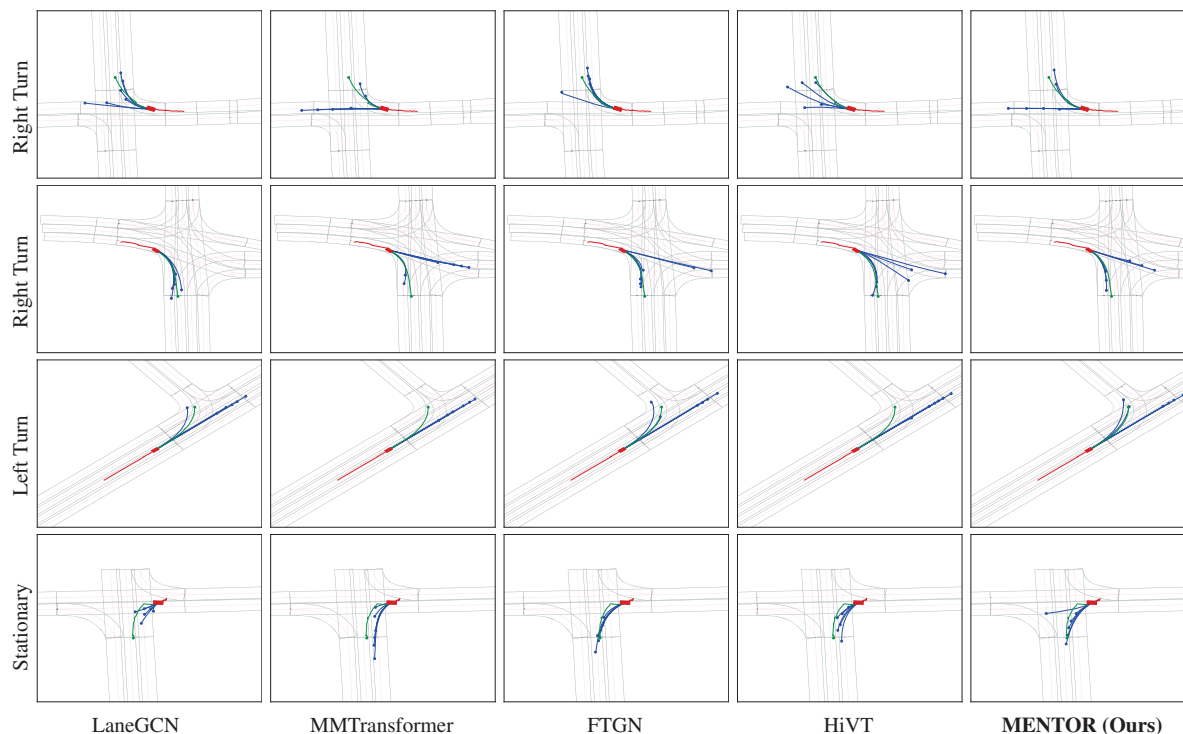 Right Turn
Right Turn
Left Turn
Stationary
LaneGCN MMTransformer FTGN HiVT MENTOR (Ours)